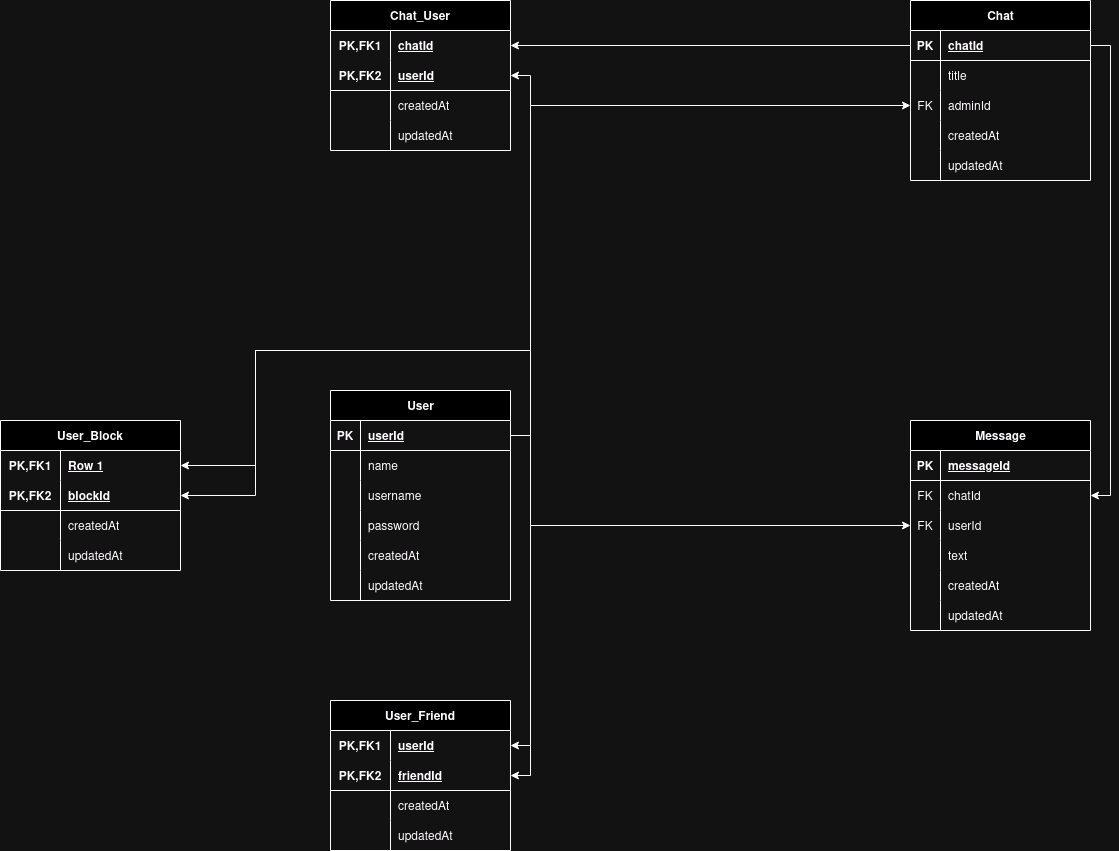 Chat_User
PK,FK1 chatId
PK,FK2 userId
createdAt
updatedAt
Chat
PK chatId
title
FK adminId
createdAt
updatedAt
User_Block
PK,FK1 Row 1
PK,FK2 blockId
createdAt
updatedAt
User
PK userId
name
username
password
createdAt
updatedAt
Message
PK messageId
FK chatId
FK userId
text
createdAt
updatedAt
User_Friend
PK,FK1 userId
PK,FK2 friendId
createdAt
updatedAt